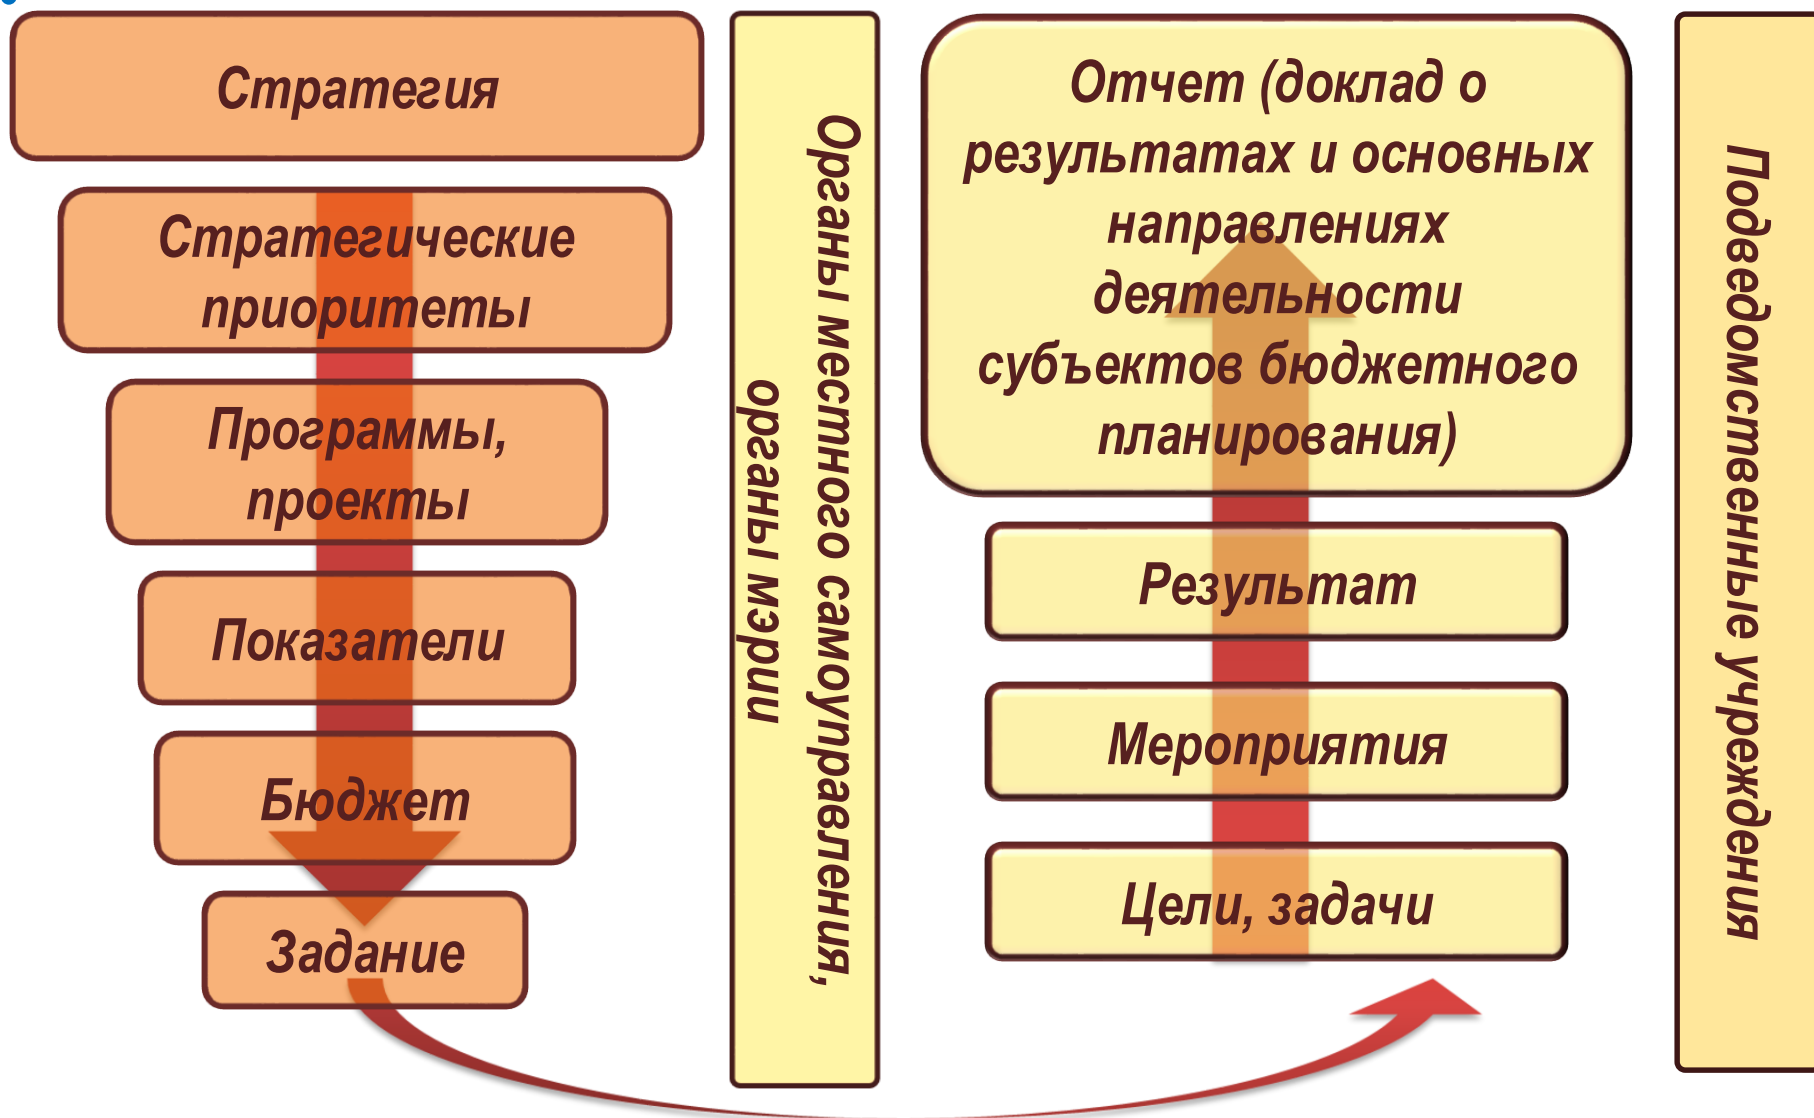 Стратегия
Стратегические
приоритеты
Программы,
проекты
Показатели
Бюджет
Задание
Органы местного самоуправления,
органы мэрии
Отчет (доклад о
результатах и основных
направлениях
деятельности
субъектов бюджетного
планирования)
Результат
Мероприятия
Цели, задачи
Подведомственные учреждения